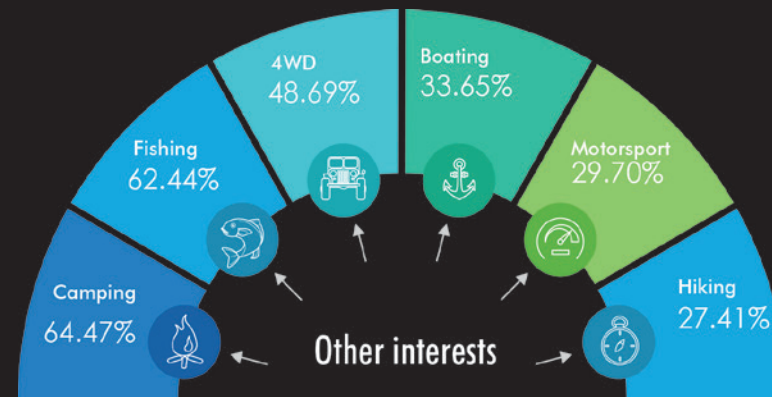 Camping
64.47%
Fishing
62.44%
4WD
48.69%
Boating
33.65%
Motorsport
29.70%
Hiking
27.41%
Other interests